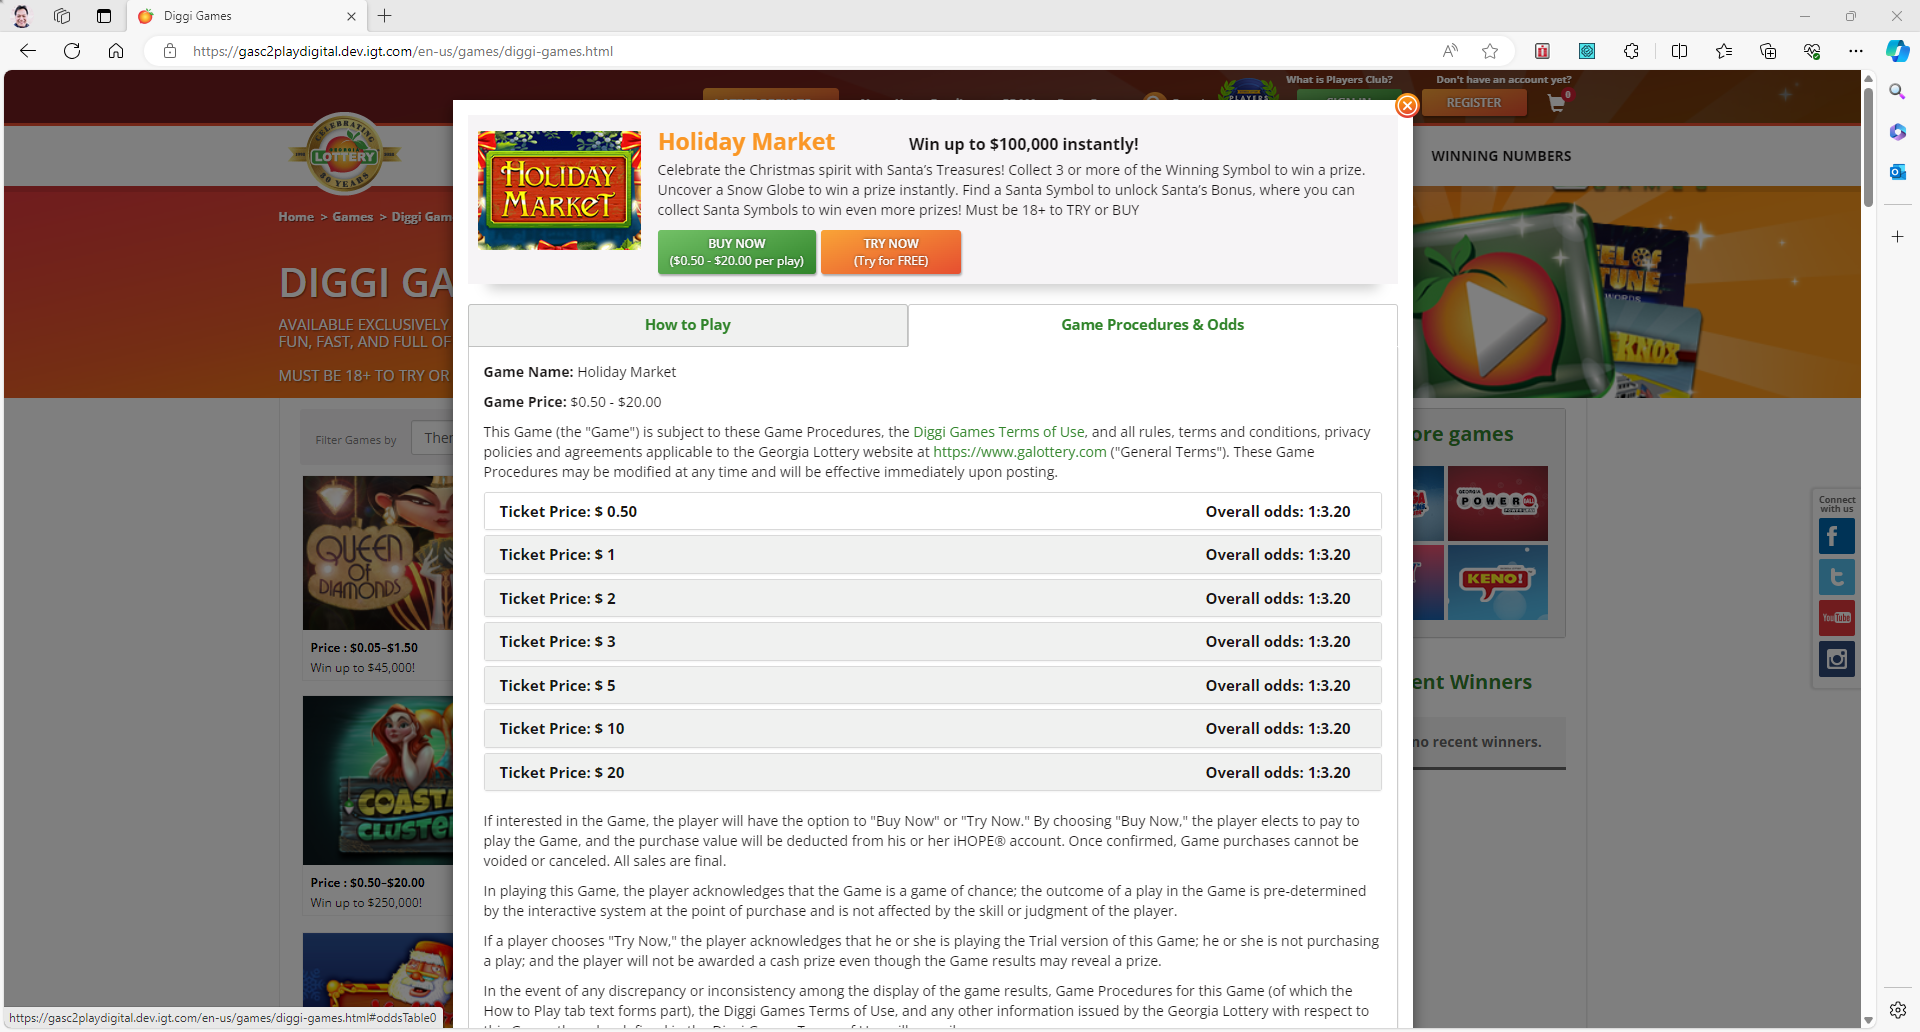 Diggi Games
https://gasc2playdigital.dev.igt.com/en-us/games/diggi-games.html
What is Players Club?
Don't have an account yet?
PLAYERS
SIGN IN
REGISTER
0
CELEBRATING
GEORGIA
LOTTERY
30 YEARS
WINNING NUMBERS
Home > Games > Diggi Gam
DIGGI GA
AVAILABLE EXCLUSIVELY
FUN, FAST, AND FULL OF
MUST BE 18+ TO TRY OR
HOLIDAY
MARKET
Holiday Market
Win up to $100,000 instantly!
Celebrate the Christmas spirit with Santa's Treasures! Collect 3 or more of the Winning Symbol to win a prize.
Uncover a Snow Globe to win a prize instantly. Find a Santa Symbol to unlock Santa's Bonus, where you can
collect Santa Symbols to win even more prizes! Must be 18+ to TRY or BUY
BUY NOW
($0.50 - $20.00 per play)
TRY NOW
(Try for FREE)
How to Play
Game Procedures & Odds
Game Name: Holiday Market
Game Price: $0.50 - $20.00
This Game (the "Game") is subject to these Game Procedures, the Diggi Games Terms of Use, and all rules, terms and conditions, privacy
policies and agreements applicable to the Georgia Lottery website at https://www.galottery.com ("General Terms"). These Game
Procedures may be modified at any time and will be effective immediately upon posting.
Ticket Price: $ 0.50 Overall odds: 1:3.20
Ticket Price: $ 1 Overall odds: 1:3.20
Ticket Price: $ 2 Overall odds: 1:3.20
Ticket Price: $ 3 Overall odds: 1:3.20
Ticket Price: $ 5 Overall odds: 1:3.20
Ticket Price: $ 10 Overall odds: 1:3.20
Ticket Price: $ 20 Overall odds: 1:3.20
If interested in the Game, the player will have the option to "Buy Now" or "Try Now." By choosing "Buy Now," the player elects to pay to
play the Game, and the purchase value will be deducted from his or her iHOPE® account. Once confirmed, Game purchases cannot be
voided or canceled. All sales are final.
In playing this Game, the player acknowledges that the Game is a game of chance; the outcome of a play in the Game is pre-determined
by the interactive system at the point of purchase and is not affected by the skill or judgment of the player.
If a player chooses "Try Now," the player acknowledges that he or she is playing the Trial version of this Game; he or she is not purchasing
a play; and the player will not be awarded a cash prize even though the Game results may reveal a prize.
In the event of any discrepancy or inconsistency among the display of the game results, Game Procedures for this Game (of which the
How to Play tab text forms part), the Diggi Games Terms of Use, and any other information issued by the Georgia Lottery with respect to
Filter Games by
Ther
QUEEN
OF
DIAMONDS
Price : $0.05-$1.50
Win up to $45,000!
COASTA
CLUSTE
Price : $0.50-$20.00
Win up to $250,000!
EL OF
TUNE
WORDS
KNOX
ore games
GEORGIA
POWERBALL
KENO!
ent Winners
no recent winners.
Connect
with us
YouTube
https://gasc2playdigital.dev.igt.com/en-us/games/diggi-games.html#oddsTable0